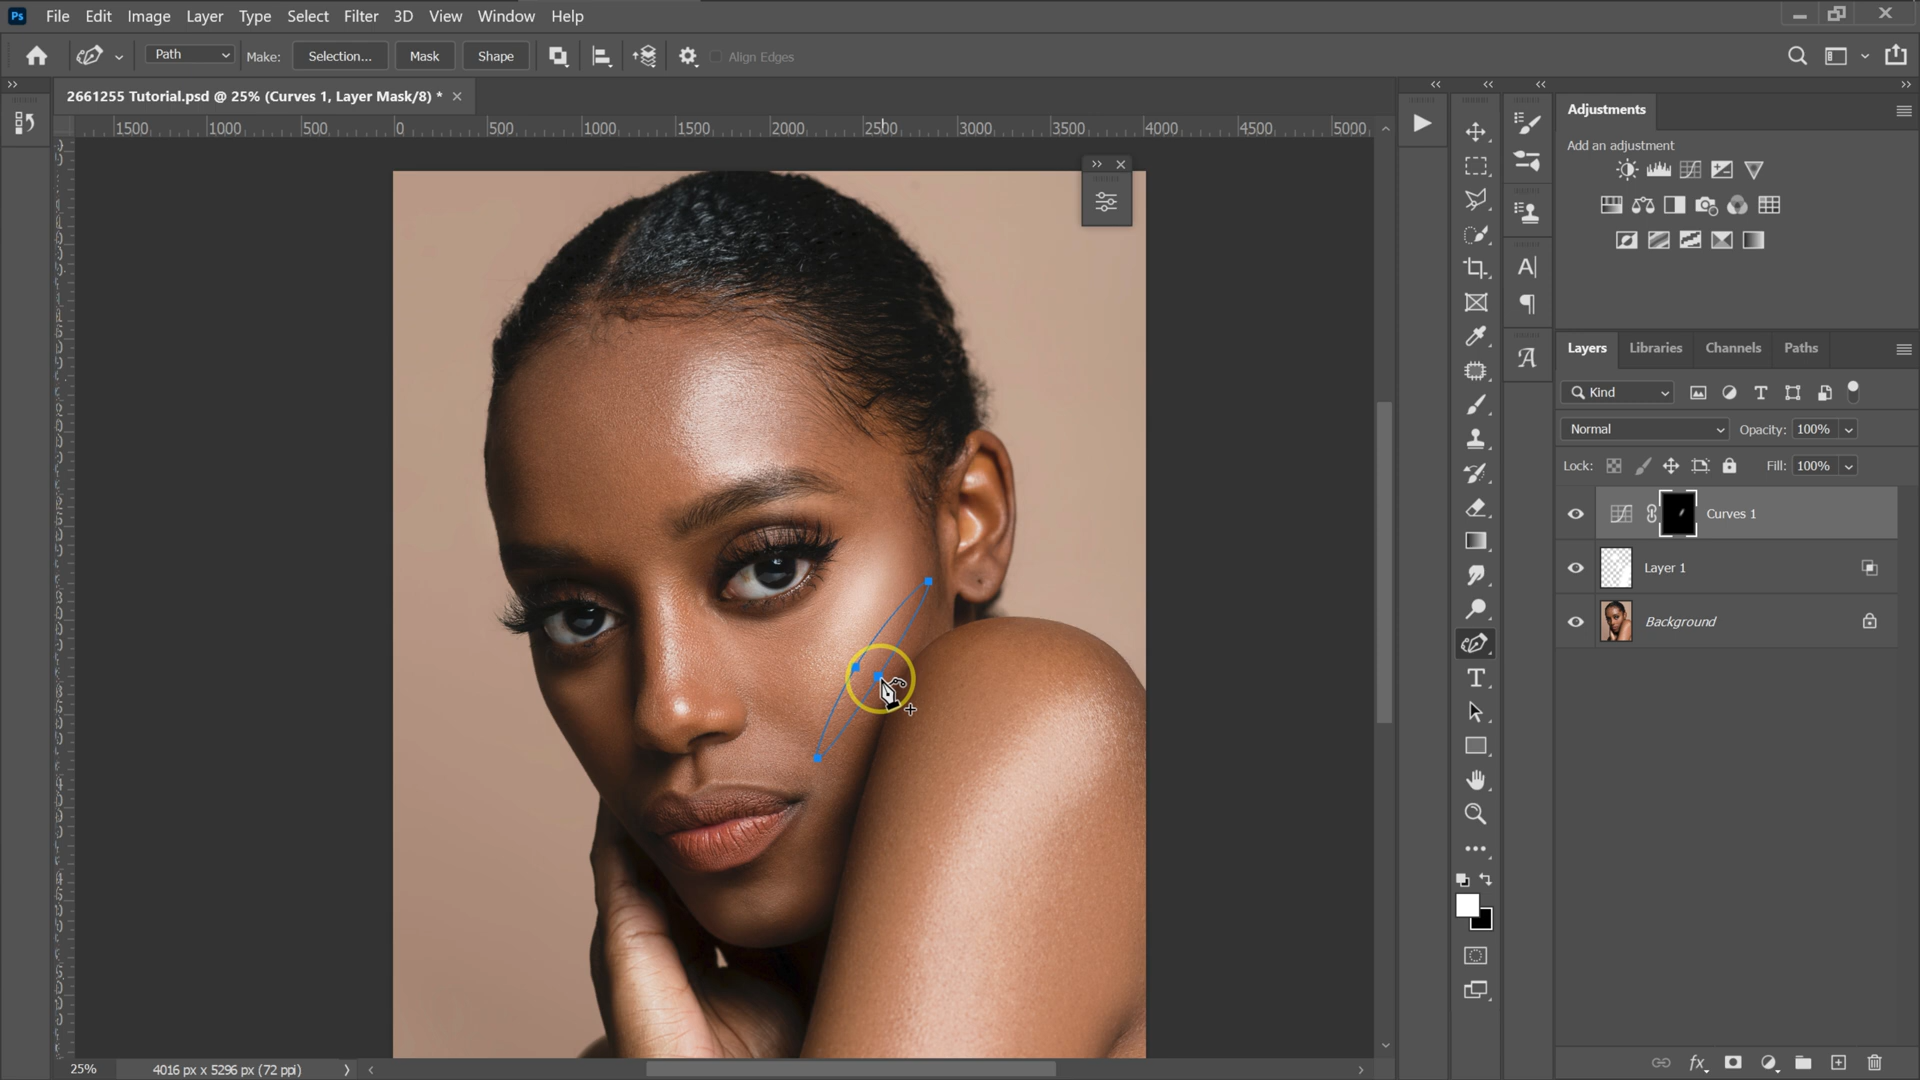 Ps File Edit Image Layer Type Select Filter 3D View Window Help
Path Make: Selection... Mask Shape Align Edges
2661255 Tutorial.psd @ 25% (Curves 1, Layer Mask/8) * ×
1500 1000 500 0 500 1000 1500 2000 2500 3000 3500 4000 4500 5000
Adjustments
Add an adjustment
Layers Libraries Channels Paths
Kind
Normal Opacity: 100%
Lock: Fill: 100%
Curves 1
Layer 1
Background
25% 4016 px x 5296 px (72 ppi)